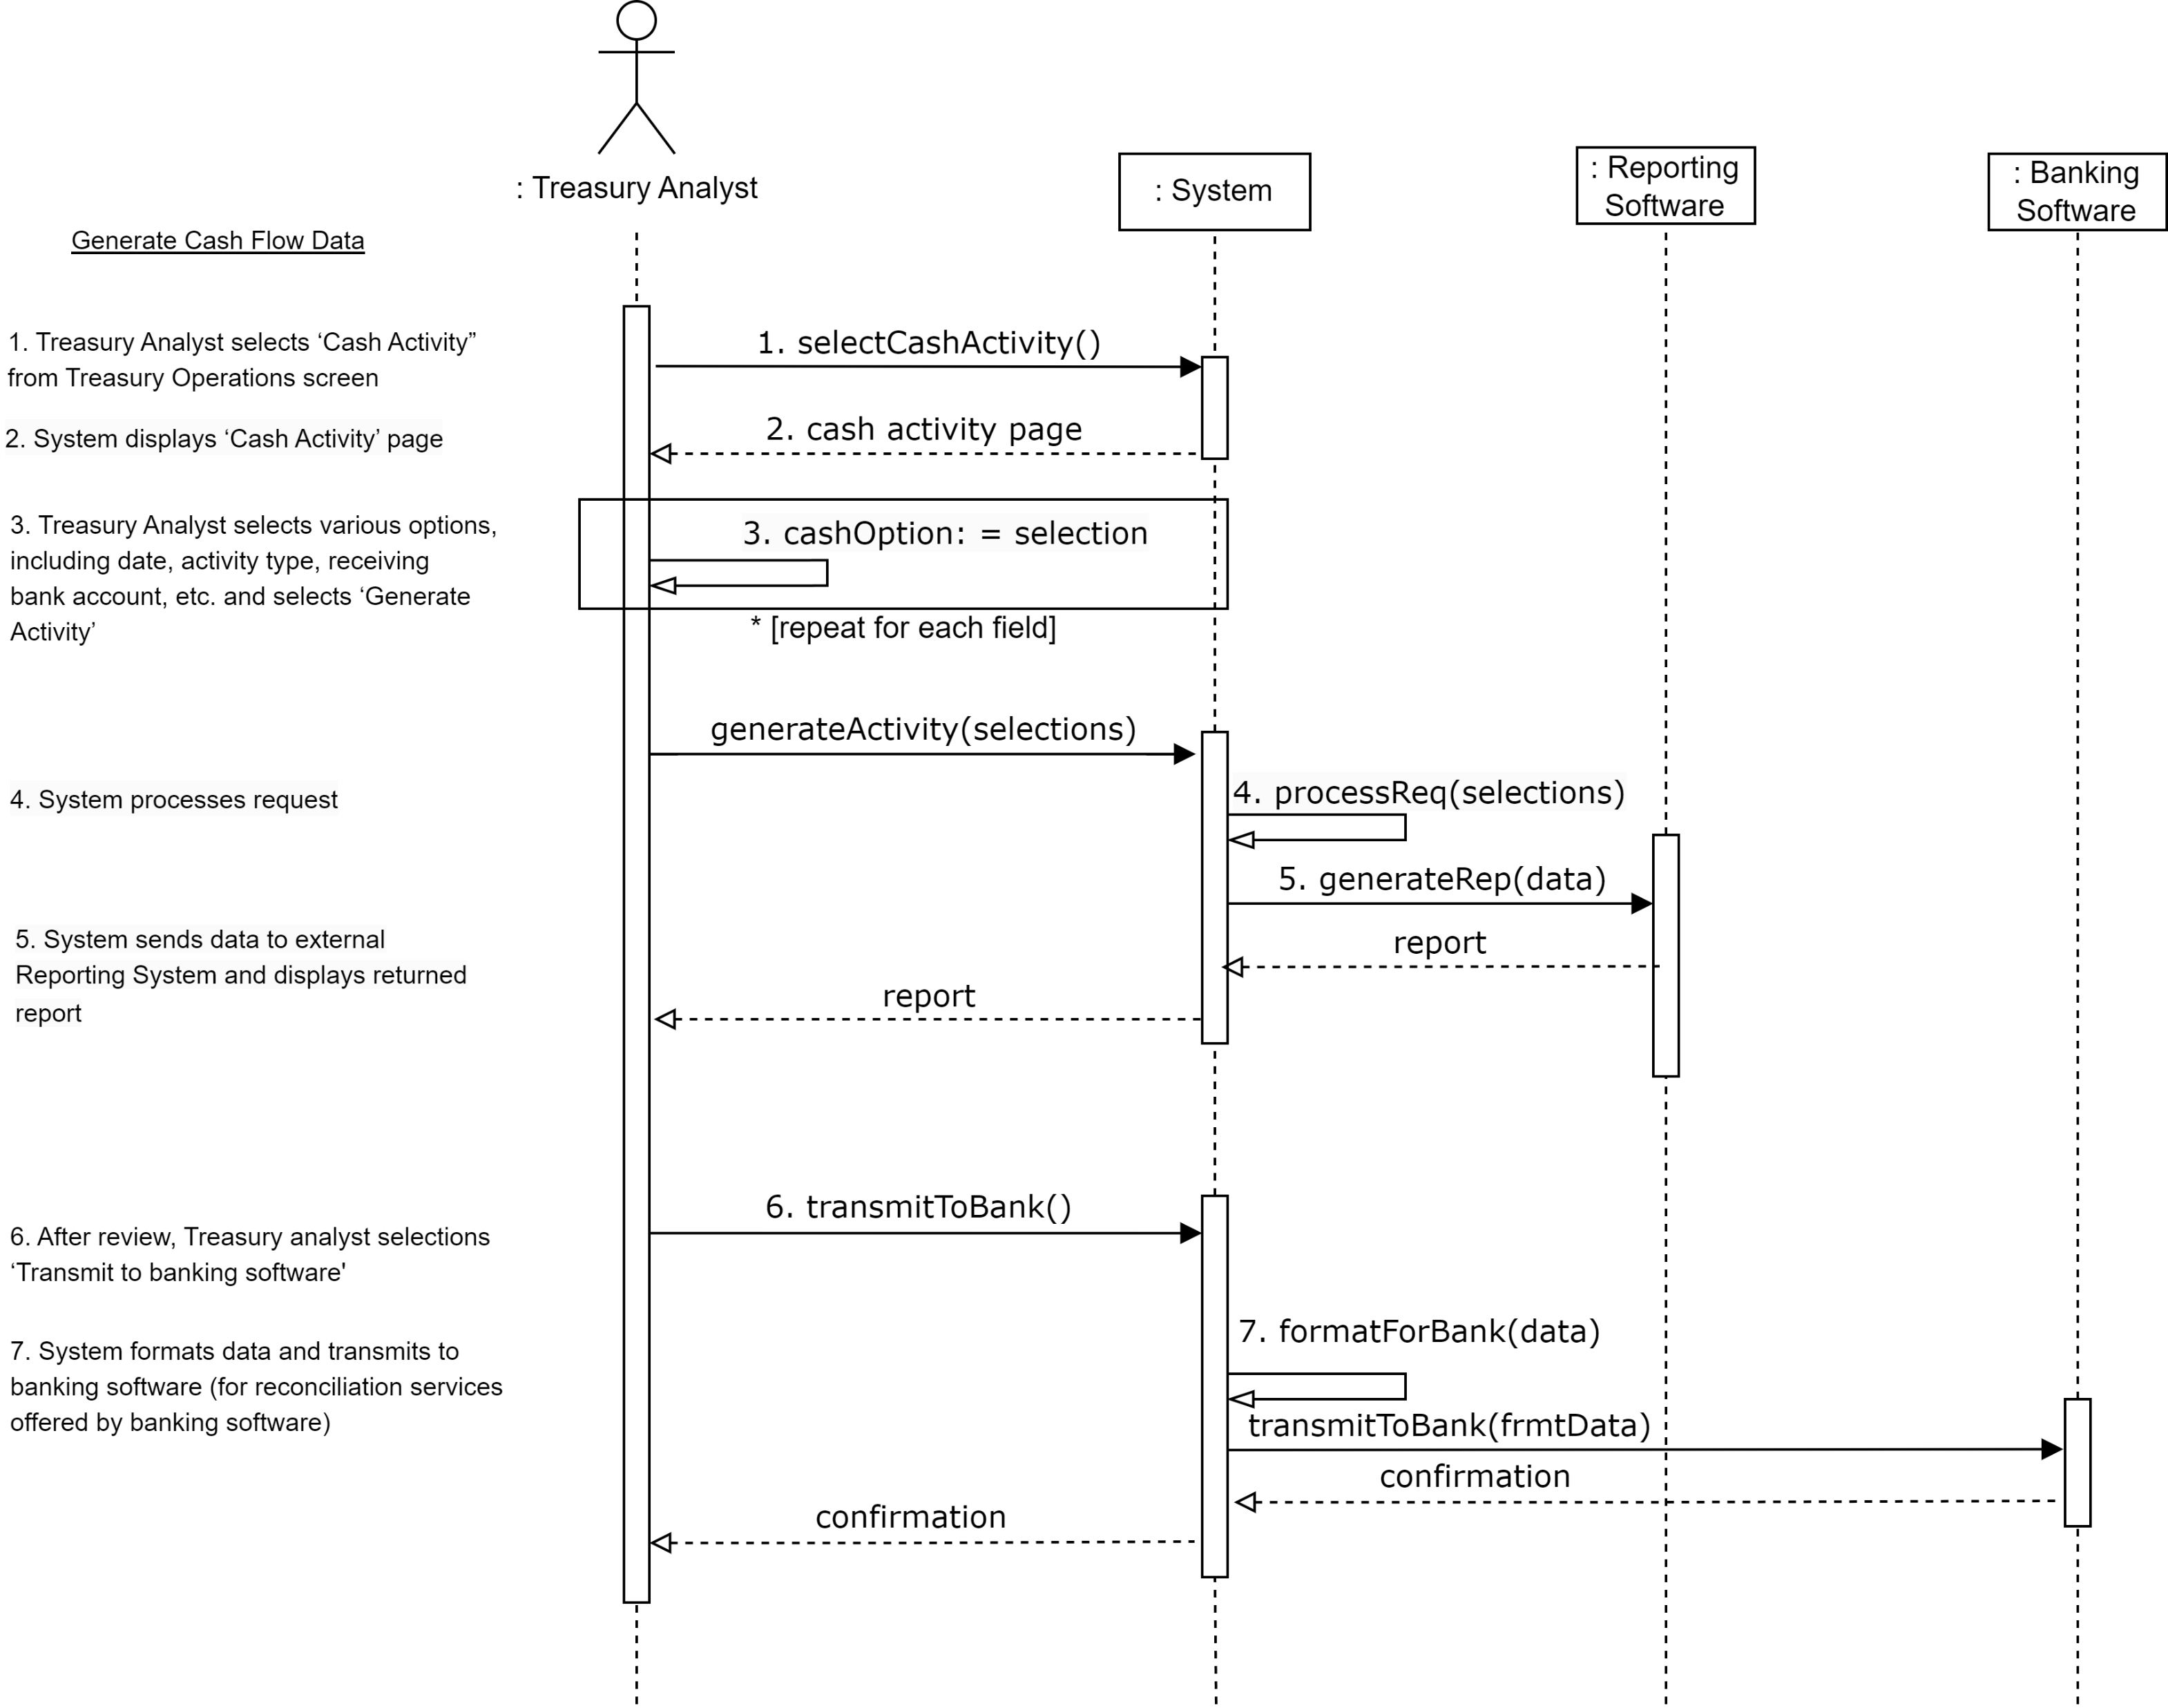 : Treasury Analyst
: System
: Reporting
Software
: Banking
Software
Generate Cash Flow Data
1. Treasury Analyst selects ‘Cash Activity”
from Treasury Operations screen
1. selectCashActivity()
2. System displays ‘Cash Activity’ page
2. cash activity page
3. Treasury Analyst selects various options,
including date, activity type, receiving
bank account, etc. and selects ‘Generate
Activity’
3. cashOption: = selection
* [repeat for each field]
generateActivity(selections)
4. System processes request
4. processReq(selections)
5. generateRep(data)
5. System sends data to external
Reporting System and displays returned
report
report
report
6. After review, Treasury analyst selections
‘Transmit to banking software'
6. transmitToBank()
7. System formats data and transmits to
banking software (for reconciliation services
offered by banking software)
7. formatForBank(data)
transmitToBank(frmtData)
confirmation
confirmation